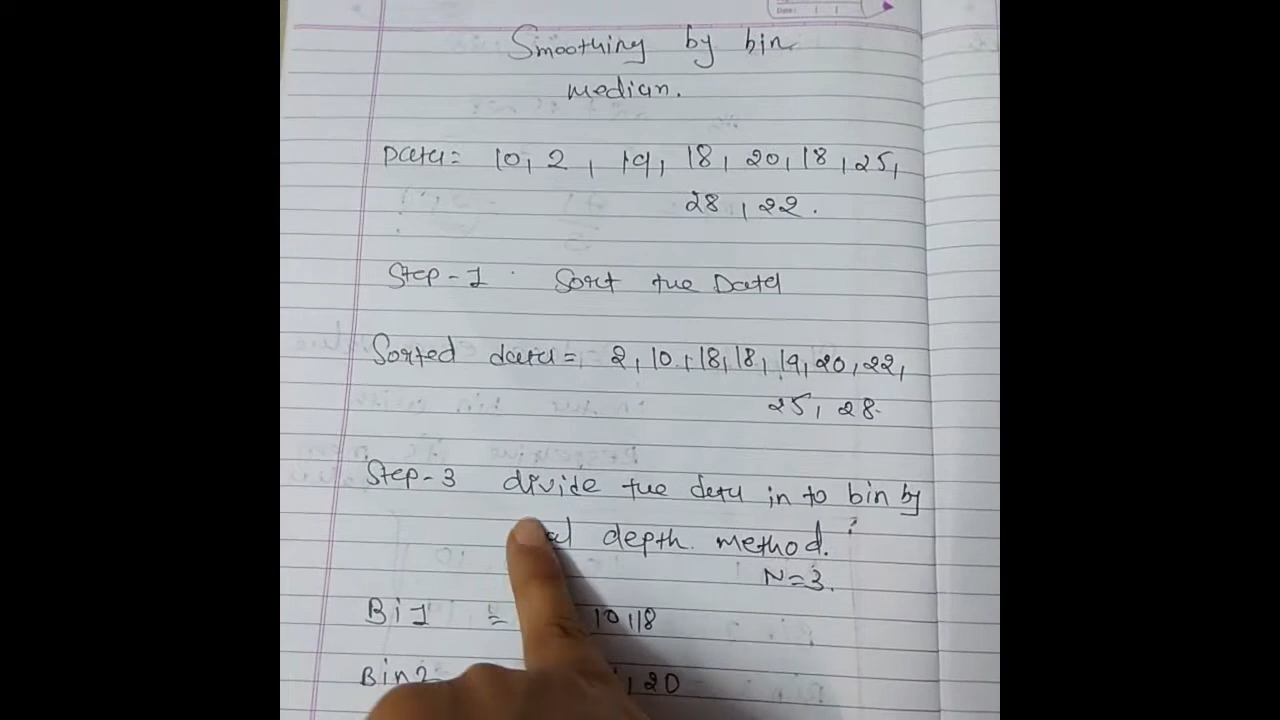 Date:
Smoothing by bin
median.
Data= 10, 2, 19, 18, 20, 18, 25,
28, 22.
Step-1 Sort the Data
Sorted data= 2, 10, 18, 18, 19, 20, 22,
25, 28.
Step-3 divide the data in to bin by
depth method.
N=3.
Bi1 = 10,18
Bin2 , 20